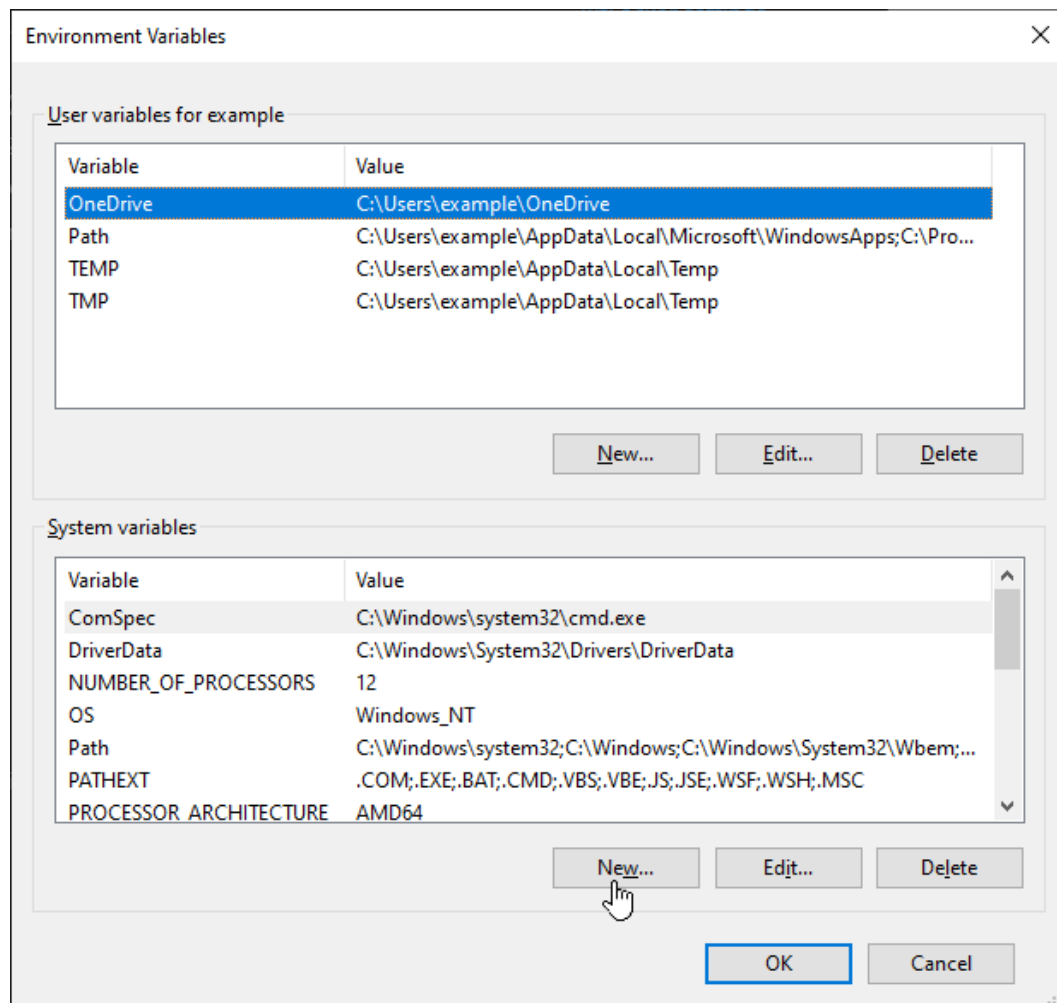 Environment Variables
User variables for example
Variable Value
OneDrive C:\Users\example\OneDrive
Path C:\Users\example\AppData\Local\Microsoft\WindowsApps;C:\Pro...
TEMP C:\Users\example\AppData\Local\Temp
TMP C:\Users\example\AppData\Local\Temp
New... Edit... Delete
System variables
Variable Value
ComSpec C:\Windows\system32\cmd.exe
DriverData C:\Windows\System32\Drivers\DriverData
NUMBER_OF_PROCESSORS 12
OS Windows_NT
Path C:\Windows\system32;C:\Windows;C:\Windows\System32\Wbem;...
PATHEXT .COM;.EXE;.BAT;.CMD;.VBS;.VBE;.JS;.JSE;.WSF;.WSH;.MSC
PROCESSOR_ARCHITECTURE AMD64
New... Edit... Delete
OK Cancel